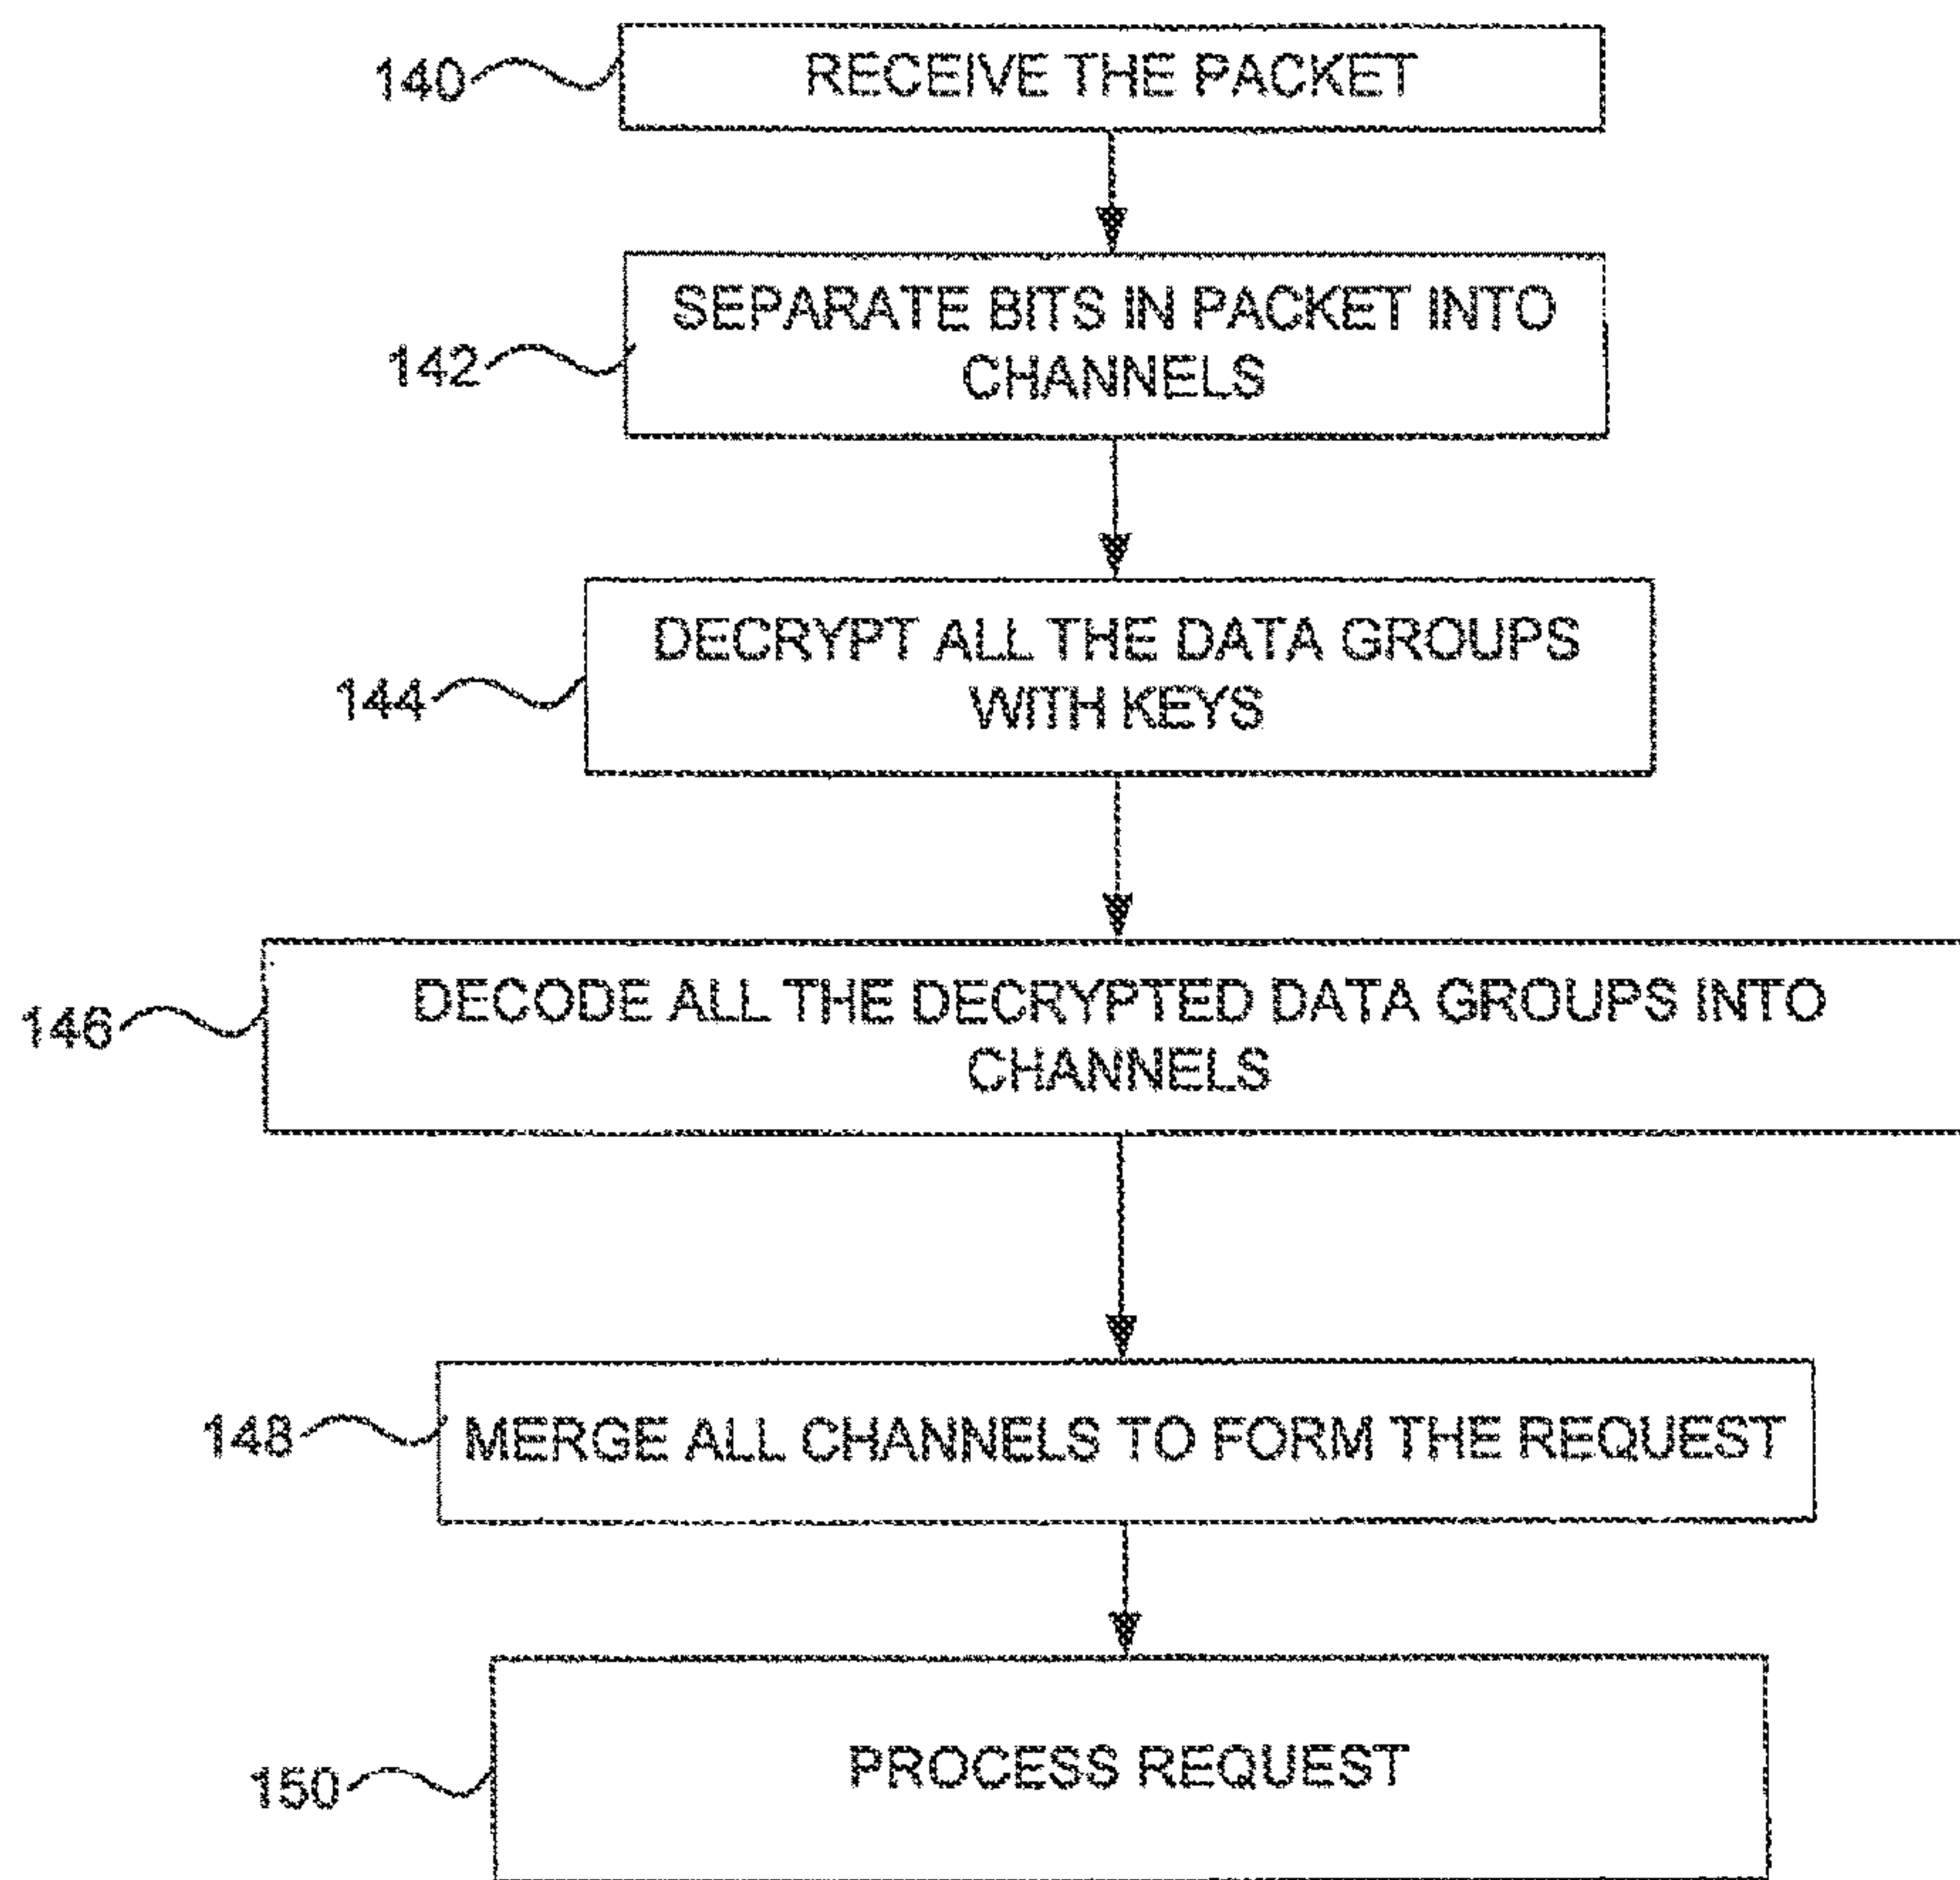 140
RECEIVE THE PACKET
142
SEPARATE BITS IN PACKET INTO
CHANNELS
144
DECRYPT ALL THE DATA GROUPS
WITH KEYS
146
DECODE ALL THE DECRYPTED DATA GROUPS INTO
CHANNELS
148
MERGE ALL CHANNELS TO FORM THE REQUEST
150
PROCESS REQUEST